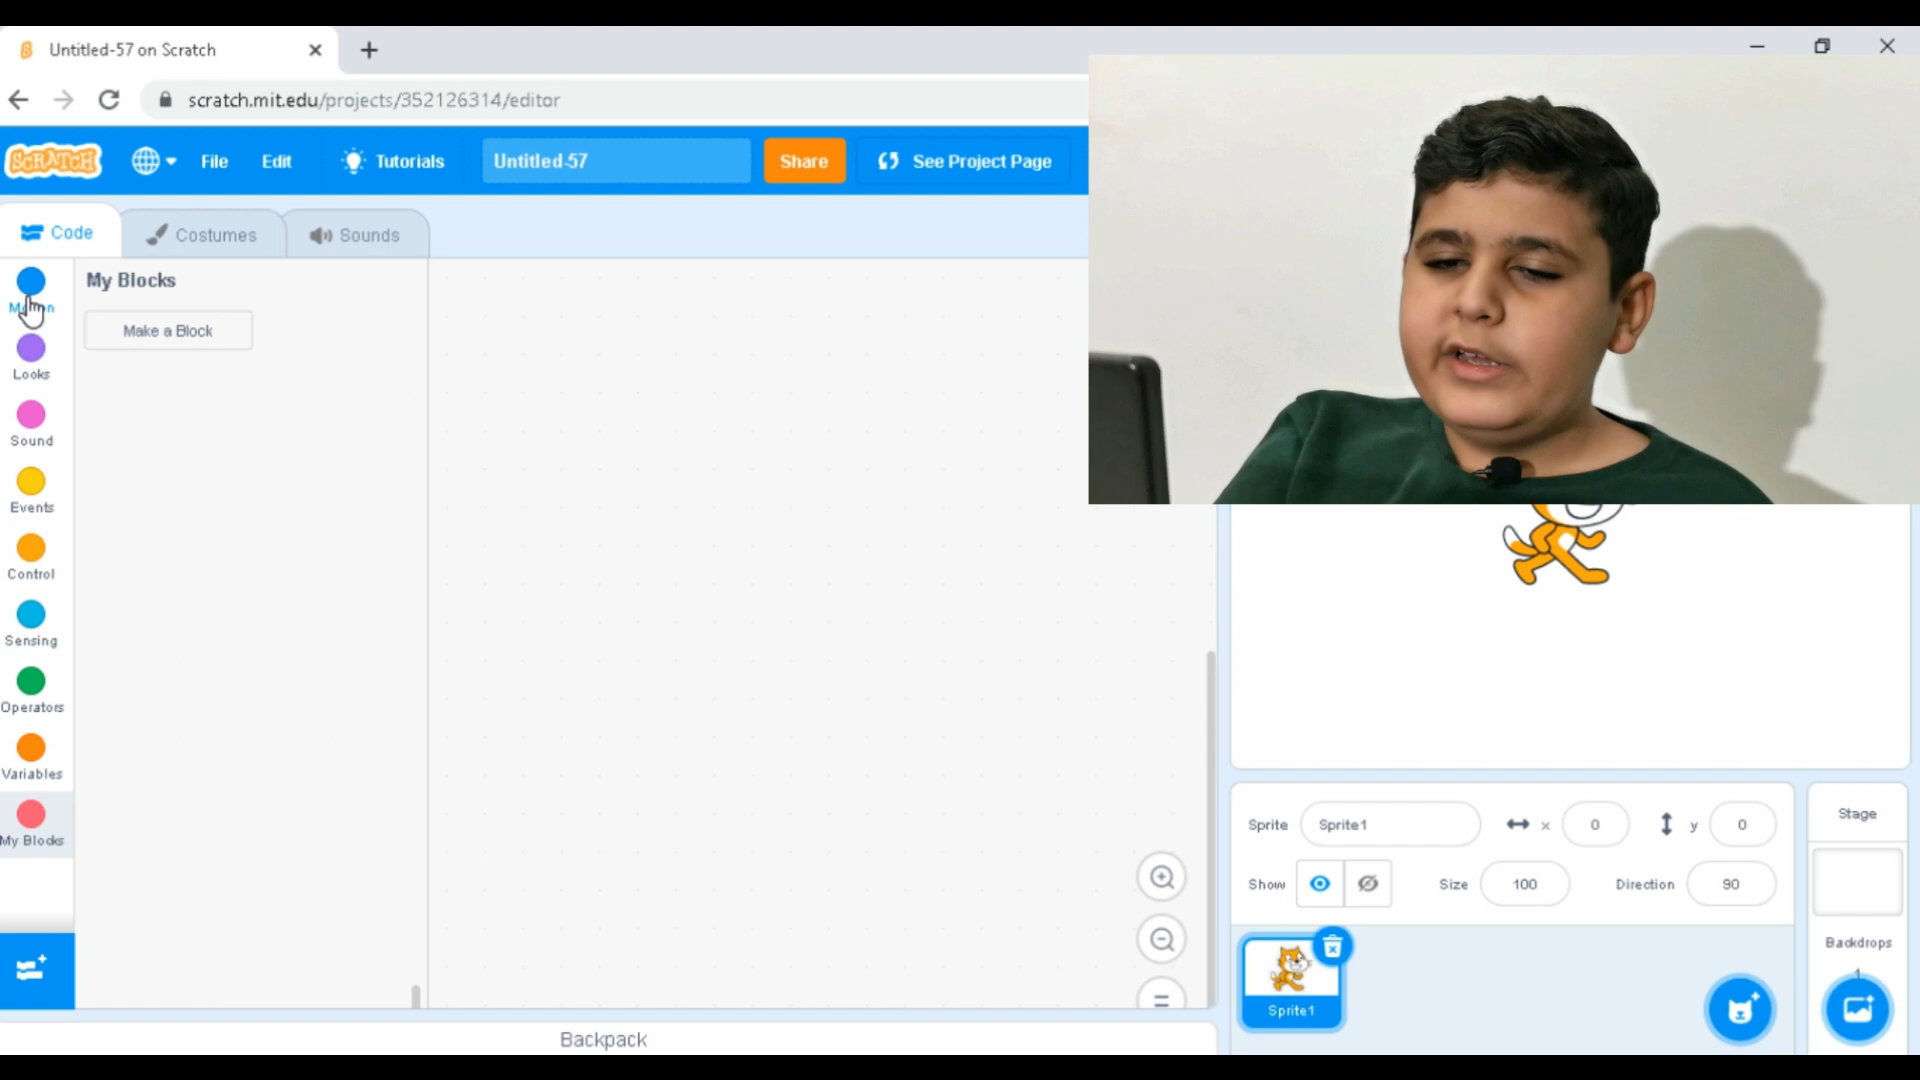 Untitled-57 on Scratch
scratch.mit.edu/projects/352126314/editor
SCRATCH
File
Edit
Tutorials
Untitled-57
Share
See Project Page
Code
Costumes
Sounds
My Blocks
Make a Block
Looks
Sound
Events
Control
Sensing
Operators
Variables
My Blocks
Sprite
Sprite1
x
0
y
0
Show
Size
100
Direction
90
Stage
Backdrops
1
Sprite1
Backpack